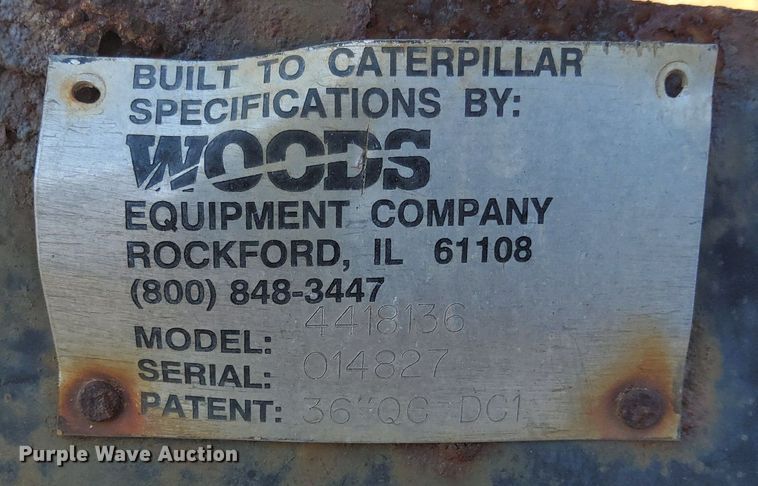 BUILT TO CATERPILLAR
SPECIFICATIONS BY:
WOODS
EQUIPMENT COMPANY
ROCKFORD, IL 61108
(800) 848-3447
MODEL: 4418136
SERIAL: 014827
PATENT: 36"QC DC1
Purple Wave Auction